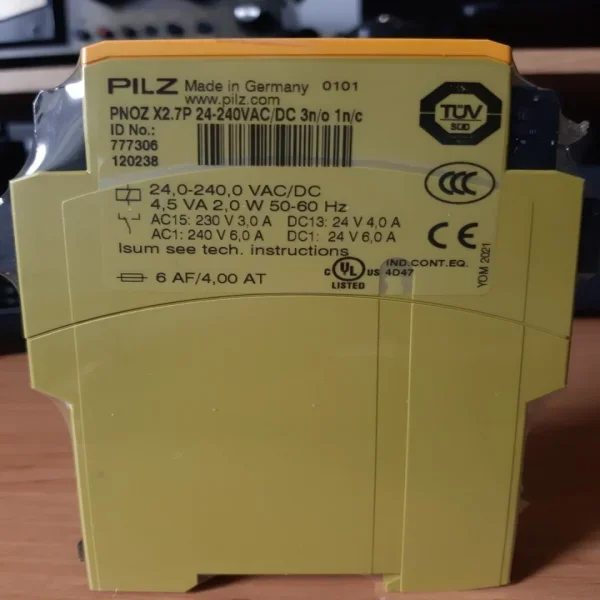 PILZ Made in Germany 0101
www.pilz.com
PNOZ X2.7P 24-240VAC/DC 3n/o 1n/c
ID No.:
777306
120238
TÜV
SÜD
CCC
24,0-240,0 VAC/DC
4,5 VA 2,0 W 50-60 Hz
AC15: 230 V 3,0 A DC13: 24 V 4,0 A
AC1: 240 V 6,0 A DC1: 24 V 6,0 A
CE
Isum see tech. instructions
6 AF/4,00 AT
C UL US
LISTED
IND.CONT.EQ.
4D47
YOM 2021